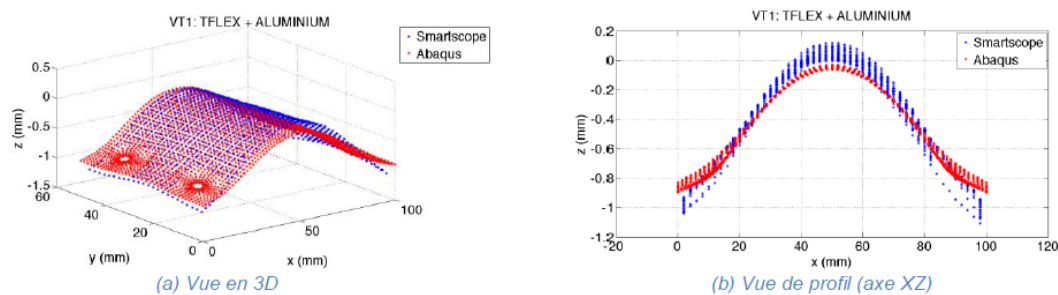 VT1: TFLEX + ALUMINIUM
Smartscope
Abaqus
0.5
0
-0.5
-1
-1.5
z (mm)
60
40
20
0
y (mm)
0
50
100
x (mm)
(a) Vue en 3D
VT1: TFLEX + ALUMINIUM
Smartscope
Abaqus
0.2
0
-0.2
-0.4
-0.6
-0.8
-1
-1.2
z (mm)
-20
0
20
40
60
80
100
120
x (mm)
(b) Vue de profil (axe XZ)